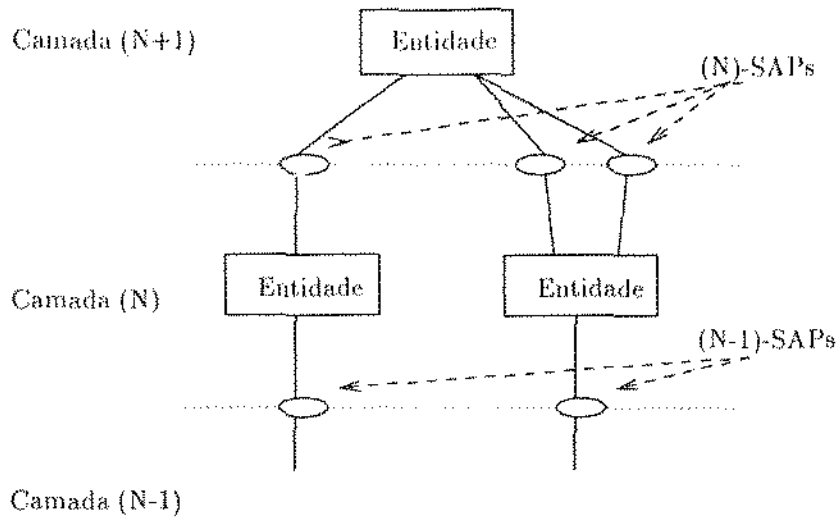 Camada (N+1)
Entidade
(N)-SAPs
Entidade
Entidade
Camada (N)
(N-1)-SAPs
Camada (N-1)